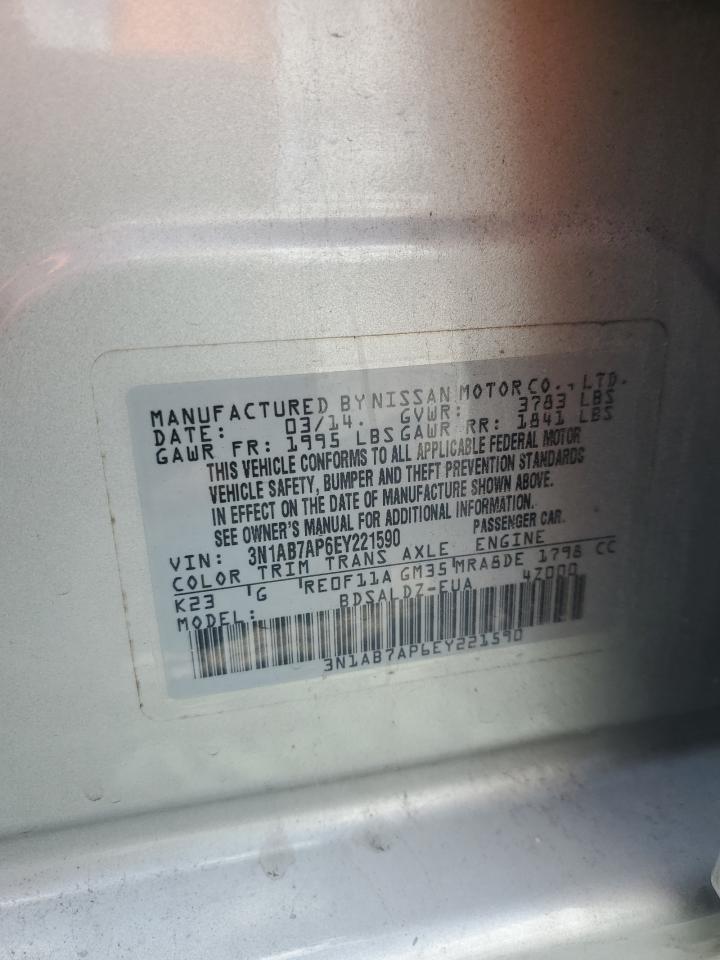 MANUFACTURED BY NISSAN MOTOR CO., LTD.
DATE: 03/14. GVWR: 3783 LBS
GAWR FR: 1995 LBS GAWR RR: 1841 LBS
THIS VEHICLE CONFORMS TO ALL APPLICABLE FEDERAL MOTOR
VEHICLE SAFETY, BUMPER AND THEFT PREVENTION STANDARDS
IN EFFECT ON THE DATE OF MANUFACTURE SHOWN ABOVE.
SEE OWNER'S MANUAL FOR ADDITIONAL INFORMATION.
VIN: 3N1AB7AP6EY221590 PASSENGER CAR.
COLOR TRIM TRANS AXLE ENGINE
K23 G RE0F11A GM35 MRA8DE 1798 CC
MODEL: BDSALDZ-EUA 4Z000
3N1AB7AP6EY221590